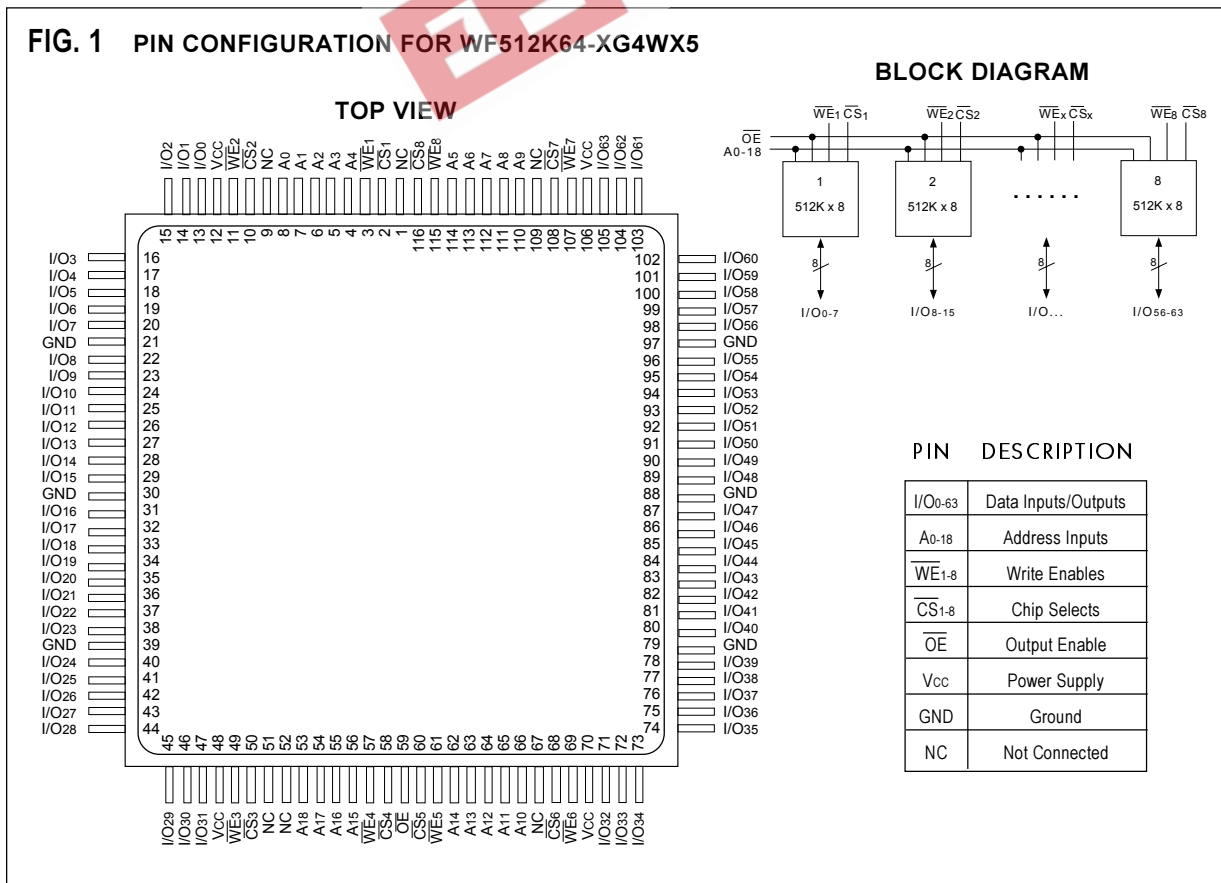 FIG. 1 PIN CONFIGURATION FOR WF512K64-XG4WX5
TOP VIEW
I/O2 I/O1 I/O0 VCC WE2 CS2 NC A0 A1 A2 A3 A4 WE1 CS1 NC CS8 WE8 A5 A6 A7 A8 A9 NC CS7 WE7 VCC I/O63 I/O62 I/O61
15 14 13 12 11 10 9 8 7 6 5 4 3 2 1 116 115 114 113 112 111 110 109 108 107 106 105 104 103
I/O3 16 102 I/O60
I/O4 17 101 I/O59
I/O5 18 100 I/O58
I/O6 19 99 I/O57
I/O7 20 98 I/O56
GND 21 97 GND
I/O8 22 96 I/O55
I/O9 23 95 I/O54
I/O10 24 94 I/O53
I/O11 25 93 I/O52
I/O12 26 92 I/O51
I/O13 27 91 I/O50
I/O14 28 90 I/O49
I/O15 29 89 I/O48
GND 30 88 GND
I/O16 31 87 I/O47
I/O17 32 86 I/O46
I/O18 33 85 I/O45
I/O19 34 84 I/O44
I/O20 35 83 I/O43
I/O21 36 82 I/O42
I/O22 37 81 I/O41
I/O23 38 80 I/O40
GND 39 79 GND
I/O24 40 78 I/O39
I/O25 41 77 I/O38
I/O26 42 76 I/O37
I/O27 43 75 I/O36
I/O28 44 74 I/O35
45 46 47 48 49 50 51 52 53 54 55 56 57 58 59 60 61 62 63 64 65 66 67 68 69 70 71 72 73
I/O29 I/O30 I/O31 VCC WE3 CS3 NC NC A18 A17 A16 A15 WE4 CS4 OE CS5 WE5 A14 A13 A12 A11 A10 NC CS6 WE6 VCC I/O32 I/O33 I/O34
BLOCK DIAGRAM
WE1 CS1 WE2 CS2 WEx CSx WE8 CS8
OE
A0-18
1 2 8
512K x 8 512K x 8 ...... 512K x 8
8 8 8 8
I/O0-7 I/O8-15 I/O... I/O56-63
PIN DESCRIPTION
I/O0-63 Data Inputs/Outputs
A0-18 Address Inputs
WE1-8 Write Enables
CS1-8 Chip Selects
OE Output Enable
VCC Power Supply
GND Ground
NC Not Connected